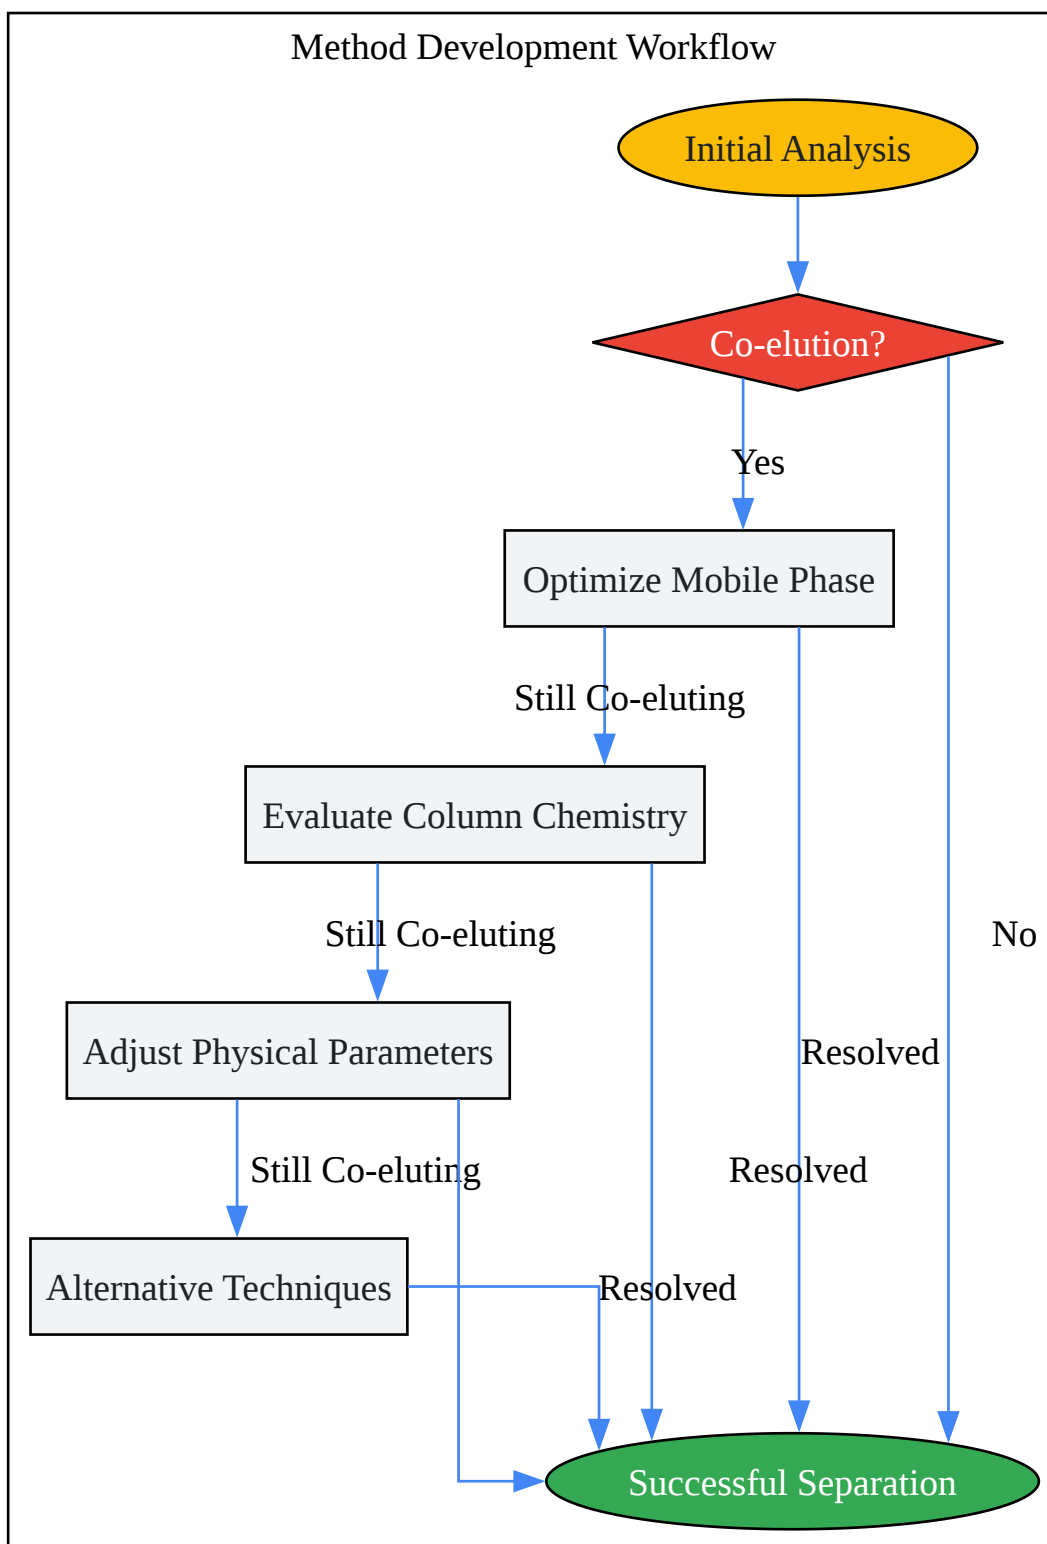 Method Development Workflow
Initial Analysis
Co-elution?
Yes
Optimize Mobile Phase
Still Co-eluting
Evaluate Column Chemistry
Still Co-eluting
No
Adjust Physical Parameters
Resolved
Still Co-eluting
Resolved
Alternative Techniques
Resolved
Successful Separation